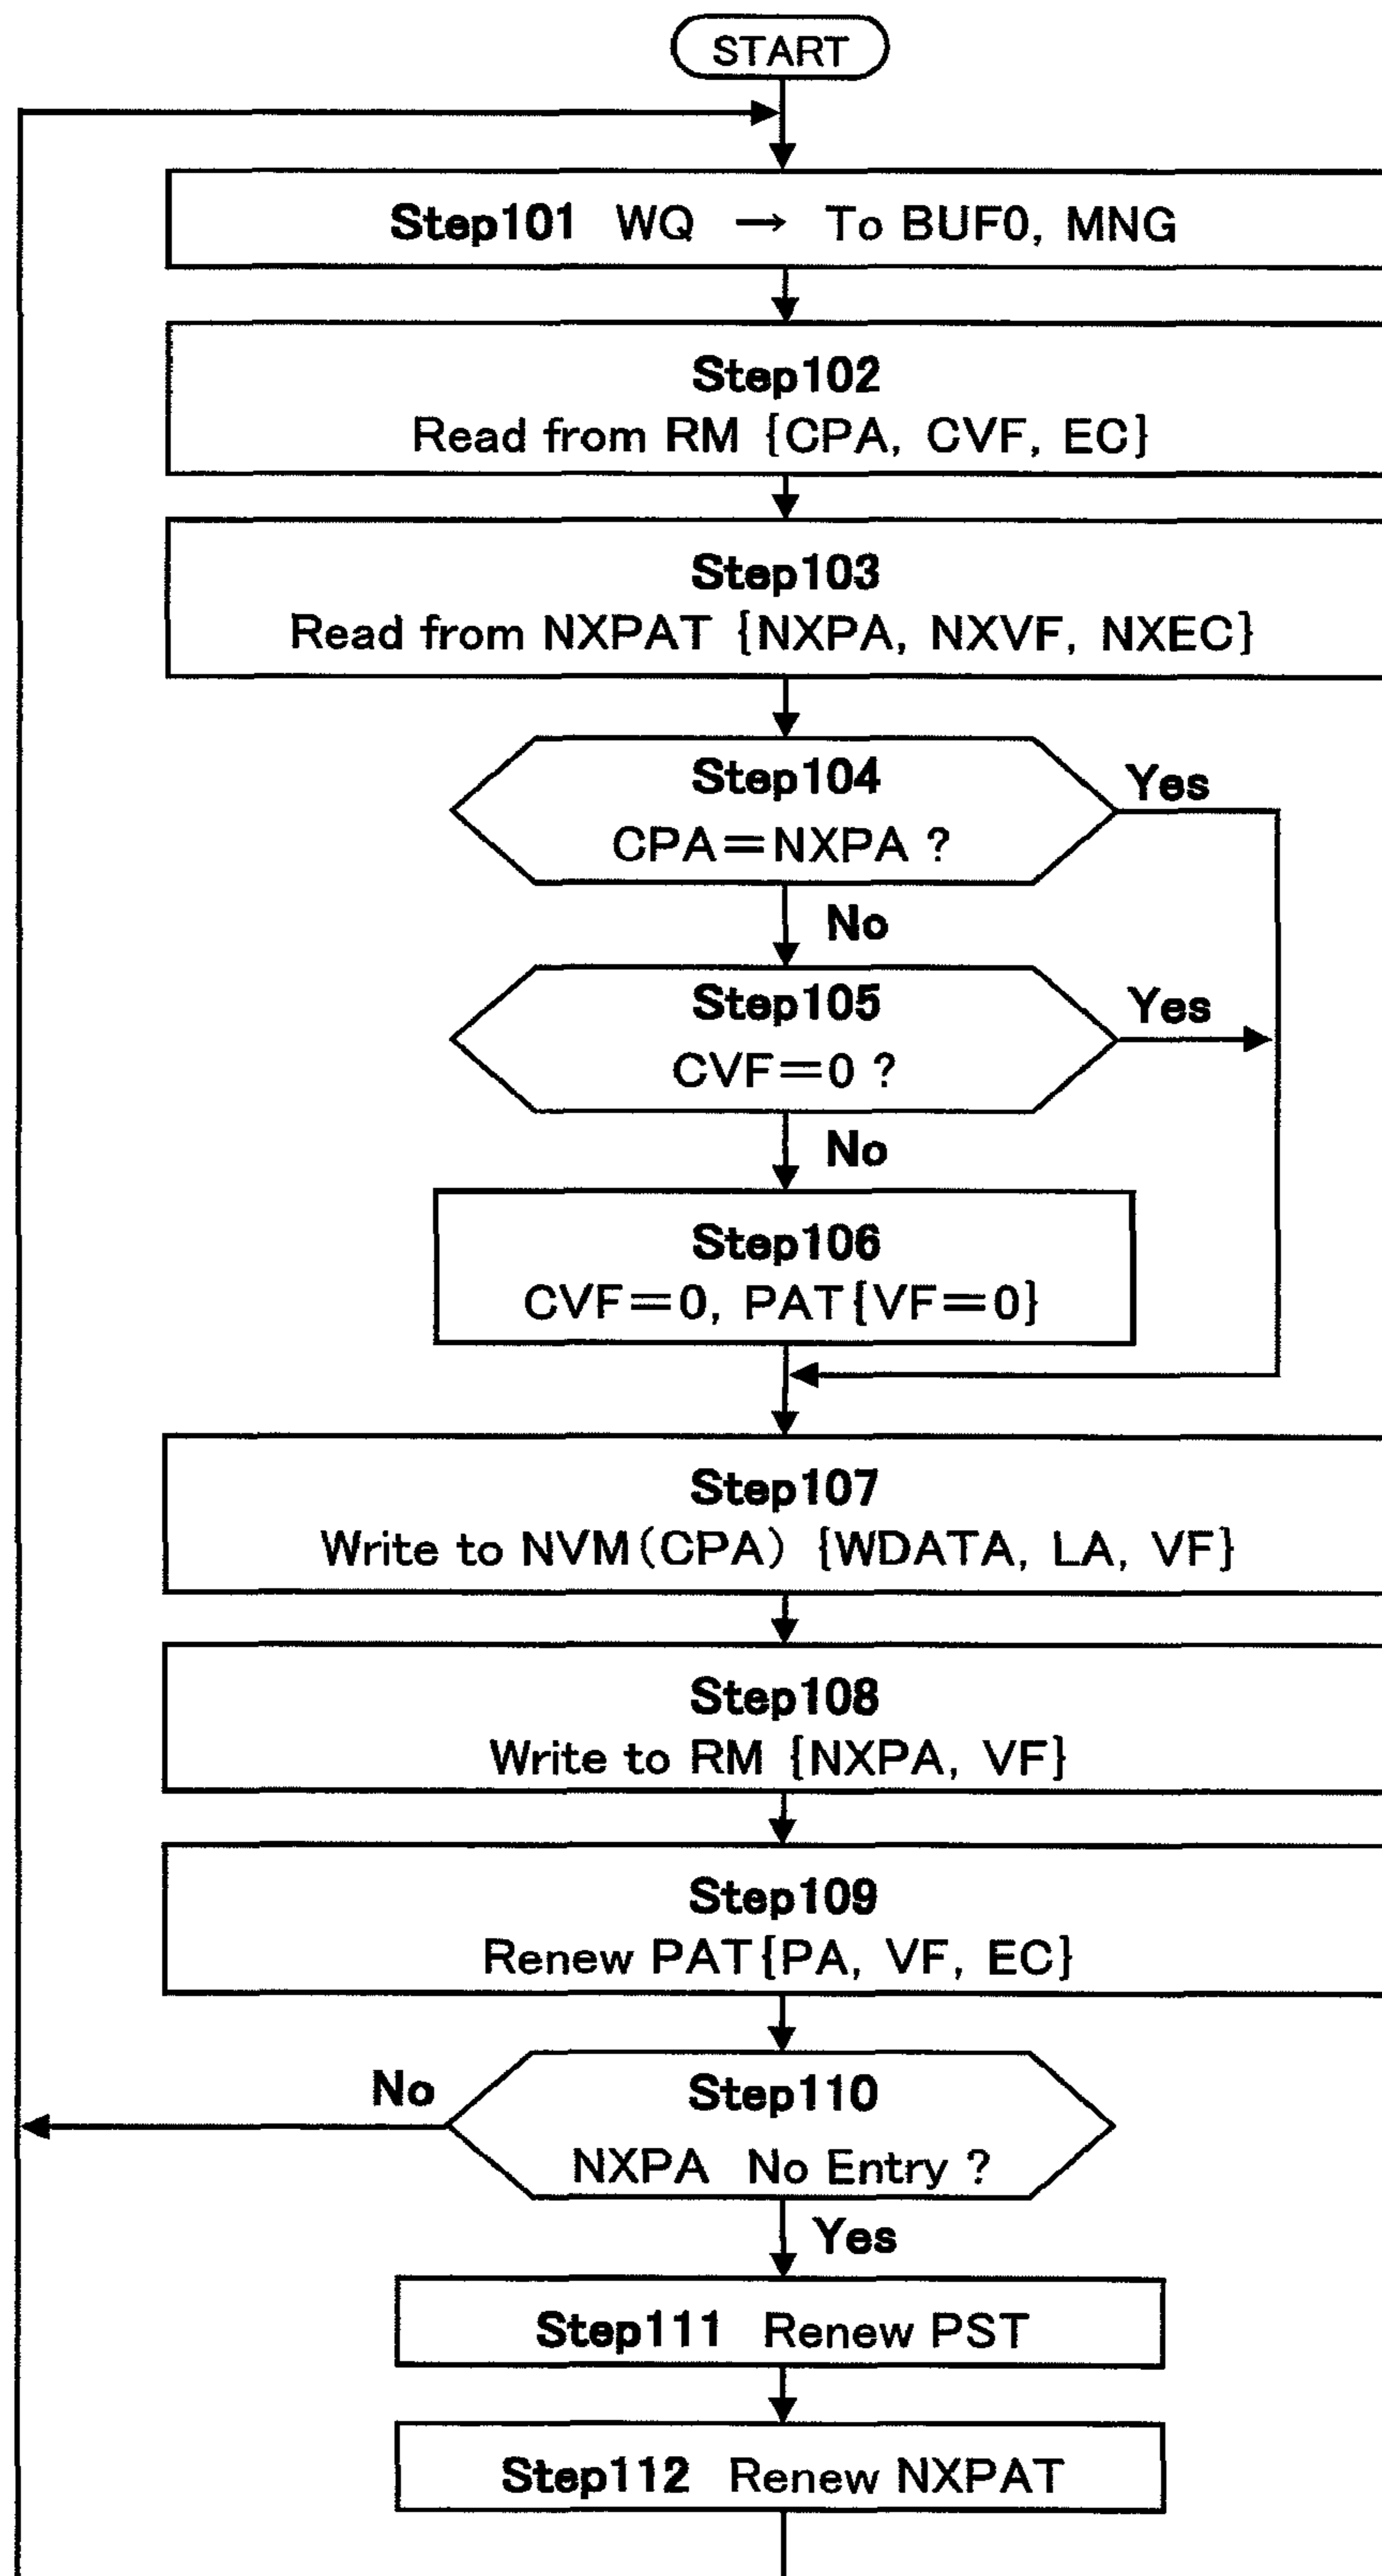 START
Step101 WQ → To BUF0, MNG
Step102
Read from RM {CPA, CVF, EC}
Step103
Read from NXPAT {NXPA, NXVF, NXEC}
Step104
CPA=NXPA ?
Yes
No
Step105
CVF=0 ?
Yes
No
Step106
CVF=0, PAT{VF=0}
Step107
Write to NVM(CPA) {WDATA, LA, VF}
Step108
Write to RM {NXPA, VF}
Step109
Renew PAT{PA, VF, EC}
No
Step110
NXPA No Entry ?
Yes
Step111 Renew PST
Step112 Renew NXPAT